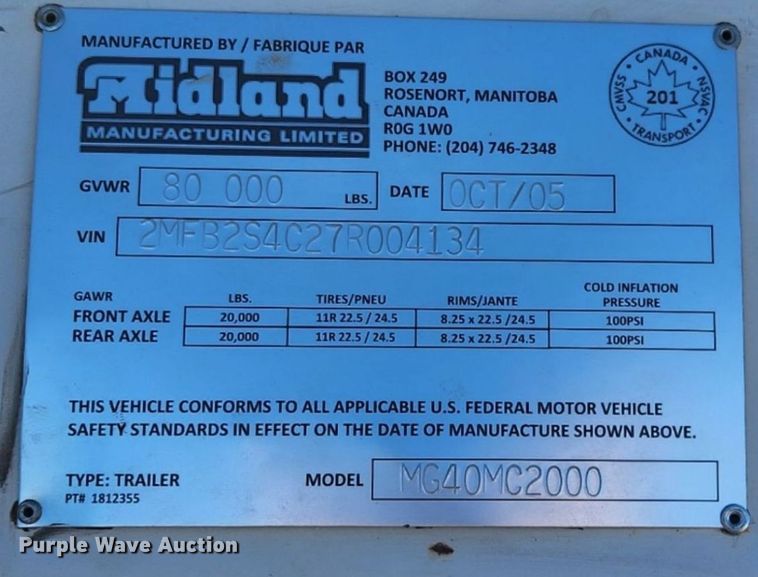 MANUFACTURED BY / FABRIQUE PAR
Midland
MANUFACTURING LIMITED
BOX 249
ROSENORT, MANITOBA
CANADA
R0G 1W0
PHONE: (204) 746-2348
CANADA
CMVSS 201 NSVAC
TRANSPORT
GVWR 80 000 LBS. DATE OCT/05
VIN 2MFB2S4C27R004134
GAWR LBS. TIRES/PNEU RIMS/JANTE COLD INFLATION PRESSURE
FRONT AXLE 20,000 11R 22.5 / 24.5 8.25 x 22.5 /24.5 100PSI
REAR AXLE 20,000 11R 22.5 / 24.5 8.25 x 22.5 /24.5 100PSI
THIS VEHICLE CONFORMS TO ALL APPLICABLE U.S. FEDERAL MOTOR VEHICLE
SAFETY STANDARDS IN EFFECT ON THE DATE OF MANUFACTURE SHOWN ABOVE.
TYPE: TRAILER MODEL MG40MC2000
PT# 1812355
Purple Wave Auction